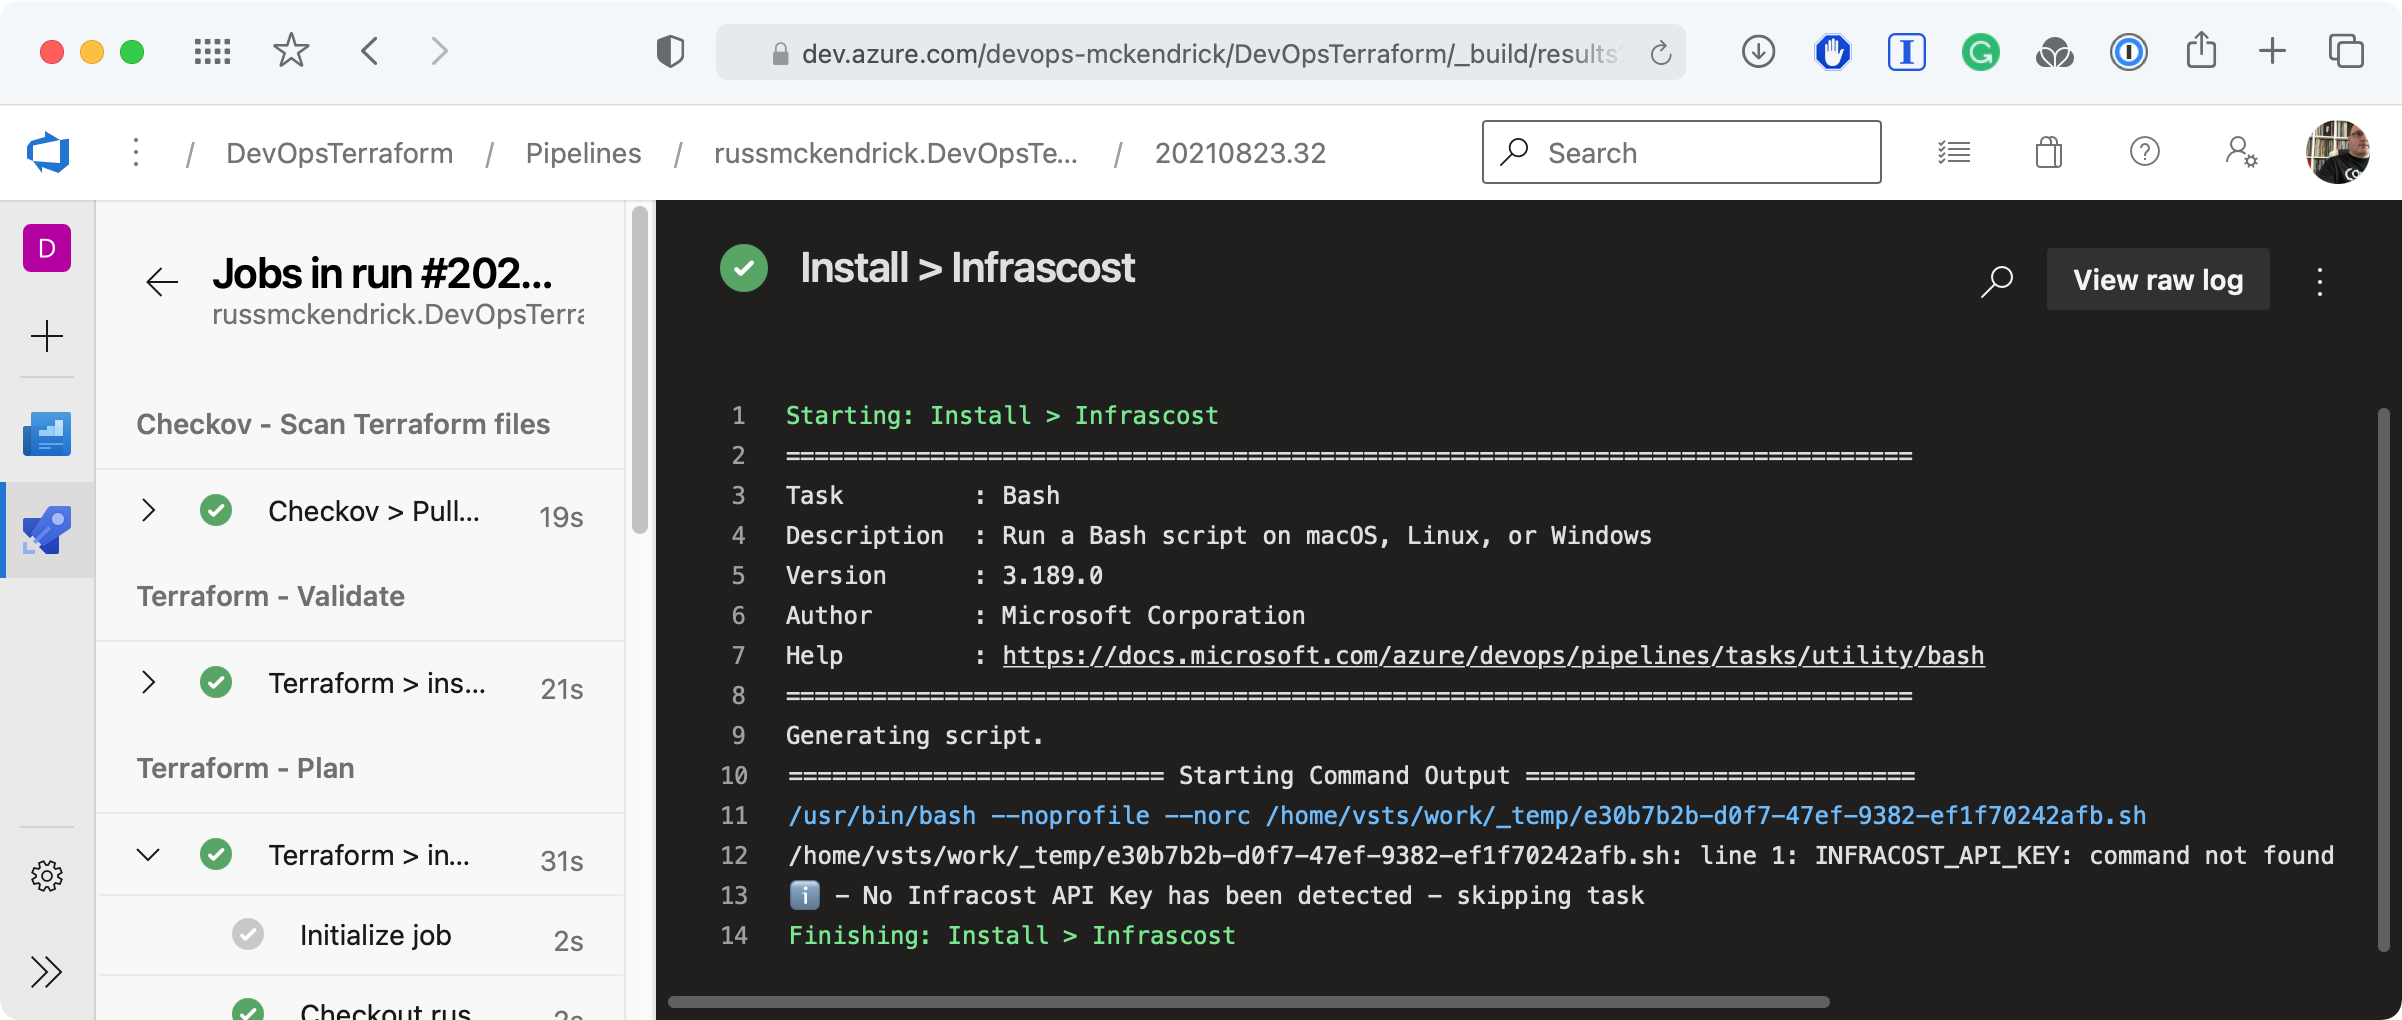 dev.azure.com/devops-mckendrick/DevOpsTerraform/_build/results
/ DevOpsTerraform / Pipelines / russmckendrick.DevOpsTe... / 20210823.32
Search
D
Jobs in run #202...
russmckendrick.DevOpsTerra
Checkov - Scan Terraform files
Checkov > Pull... 19s
Terraform - Validate
Terraform > ins... 21s
Terraform - Plan
Terraform > in... 31s
Initialize job 2s
Checkout rus 2s
Install > Infrascost
View raw log
1 Starting: Install > Infrascost
2 ==============================================================================
3 Task : Bash
4 Description : Run a Bash script on macOS, Linux, or Windows
5 Version : 3.189.0
6 Author : Microsoft Corporation
7 Help : https://docs.microsoft.com/azure/devops/pipelines/tasks/utility/bash
8 ==============================================================================
9 Generating script.
10 ========================== Starting Command Output ===========================
11 /usr/bin/bash --noprofile --norc /home/vsts/work/_temp/e30b7b2b-d0f7-47ef-9382-ef1f70242afb.sh
12 /home/vsts/work/_temp/e30b7b2b-d0f7-47ef-9382-ef1f70242afb.sh: line 1: INFRACOST_API_KEY: command not found
13 ℹ️ - No Infracost API Key has been detected - skipping task
14 Finishing: Install > Infrascost